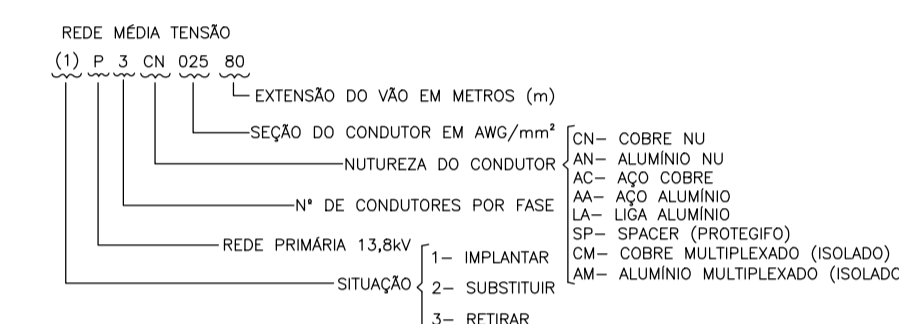 REDE MÉDIA TENSÃO
(1) P 3 CN 025 80
EXTENSÃO DO VÃO EM METROS (m)
SEÇÃO DO CONDUTOR EM AWG/mm²
NUTUREZA DO CONDUTOR
CN– COBRE NU
AN– ALUMÍNIO NU
AC– AÇO COBRE
AA– AÇO ALUMÍNIO
LA– LIGA ALUMÍNIO
SP– SPACER (PROTEGIFO)
CM– COBRE MULTIPLEXADO (ISOLADO)
AM– ALUMÍNIO MULTIPLEXADO (ISOLADO
Nº DE CONDUTORES POR FASE
REDE PRIMÁRIA 13,8kV
SITUAÇÃO
1– IMPLANTAR
2– SUBSTITUIR
3– RETIRAR